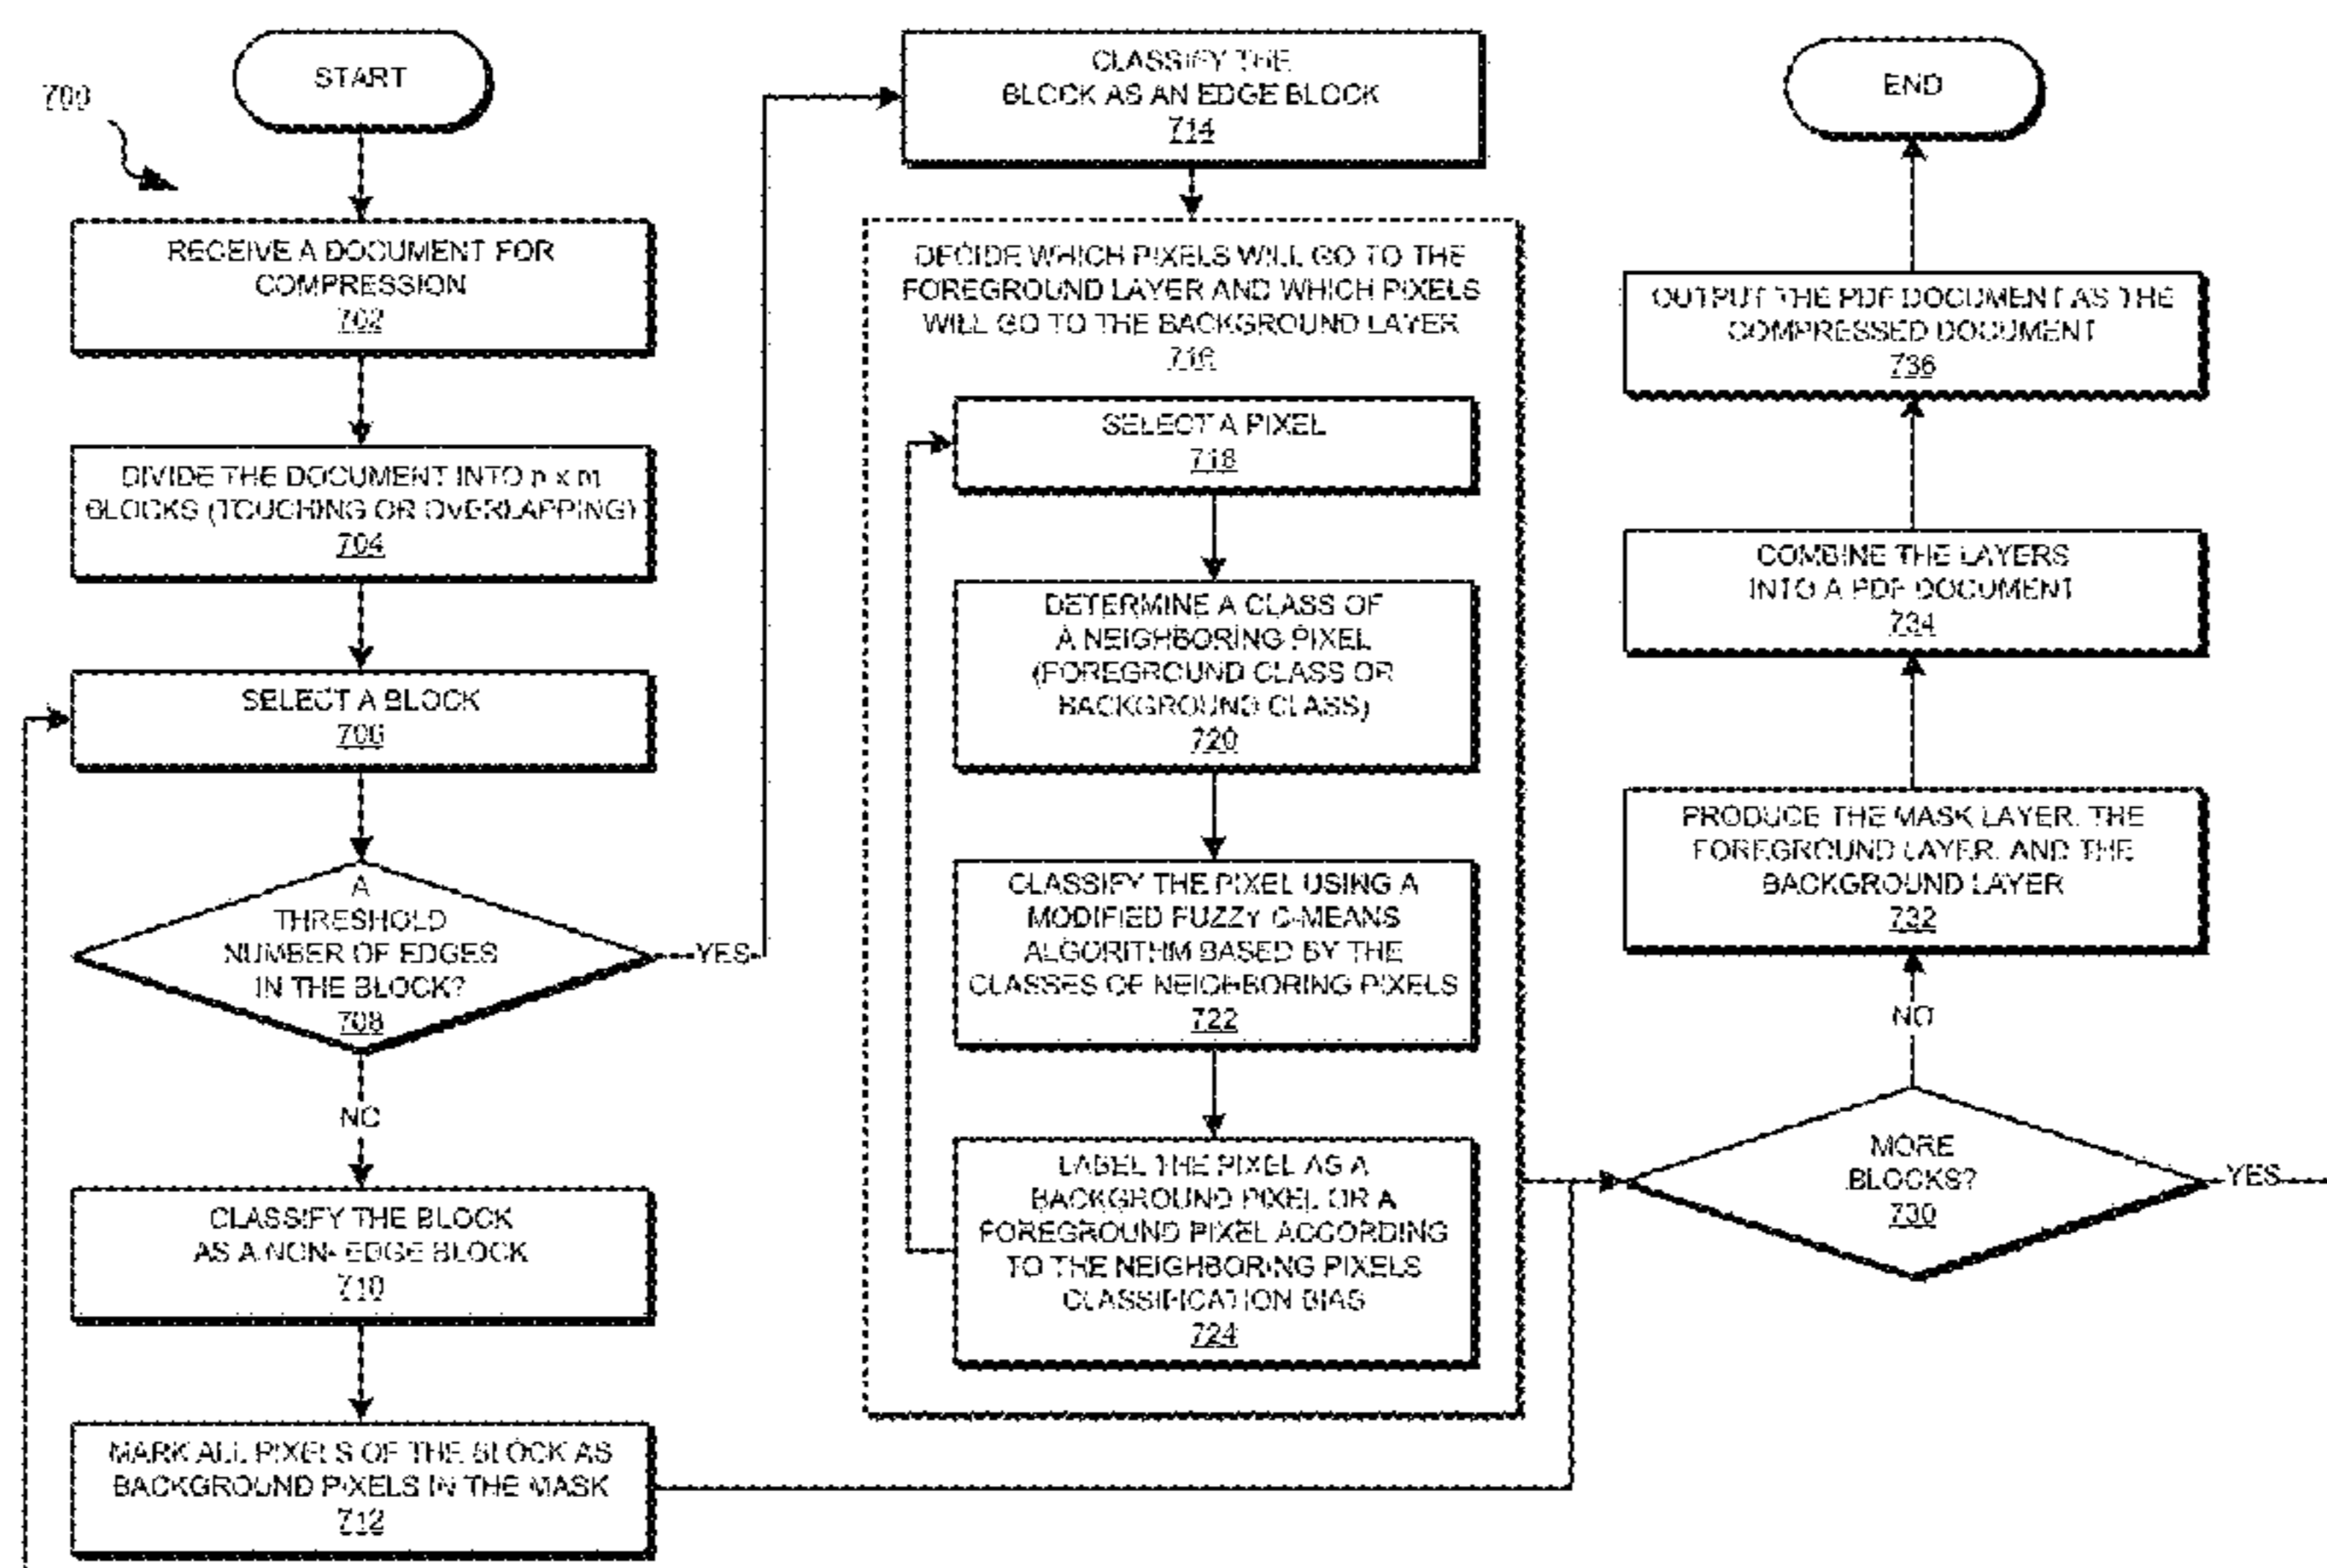 700
START
RECEIVE A DOCUMENT FOR
COMPRESSION
702
DIVIDE THE DOCUMENT INTO n x m
BLOCKS (TOUCHING OR OVERLAPPING)
704
SELECT A BLOCK
706
A
THRESHOLD
NUMBER OF EDGES
IN THE BLOCK?
708
YES
NO
CLASSIFY THE BLOCK
AS A NON-EDGE BLOCK
710
MARK ALL PIXELS OF THE BLOCK AS
BACKGROUND PIXELS IN THE MASK
712
CLASSIFY THE
BLOCK AS AN EDGE BLOCK
714
DECIDE WHICH PIXELS WILL GO TO THE
FOREGROUND LAYER AND WHICH PIXELS
WILL GO TO THE BACKGROUND LAYER
716
SELECT A PIXEL
718
DETERMINE A CLASS OF
A NEIGHBORING PIXEL
(FOREGROUND CLASS OR
BACKGROUND CLASS)
720
CLASSIFY THE PIXEL USING A
MODIFIED FUZZY C-MEANS
ALGORITHM BASED BY THE
CLASSES OF NEIGHBORING PIXELS
722
LABEL THE PIXEL AS A
BACKGROUND PIXEL OR A
FOREGROUND PIXEL ACCORDING
TO THE NEIGHBORING PIXELS
CLASSIFICATION BIAS
724
END
OUTPUT THE PDF DOCUMENT AS THE
COMPRESSED DOCUMENT
736
COMBINE THE LAYERS
INTO A PDF DOCUMENT
734
PRODUCE THE MASK LAYER, THE
FOREGROUND LAYER, AND THE
BACKGROUND LAYER
732
NO
MORE
BLOCKS?
730
YES